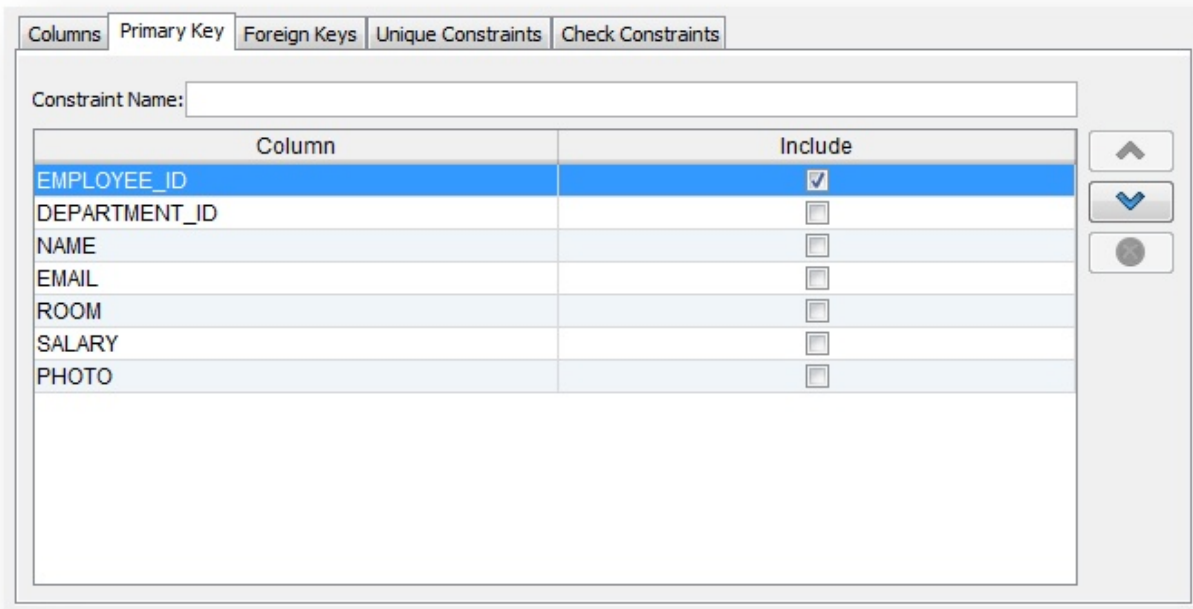 Columns Primary Key Foreign Keys Unique Constraints Check Constraints
Constraint Name:
Column Include
EMPLOYEE_ID
DEPARTMENT_ID
NAME
EMAIL
ROOM
SALARY
PHOTO